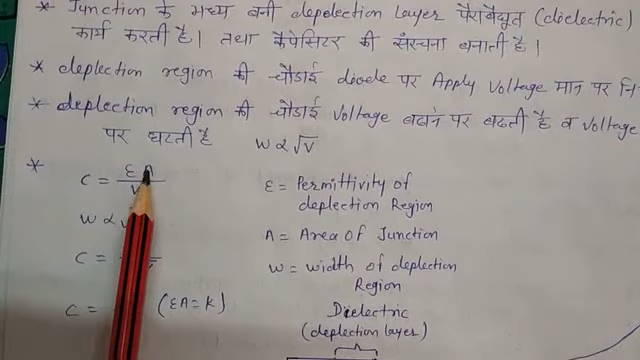 * Junction के मध्य बनी depolection Layer पैराविद्युत (dielectric)
कार्य करती है। तथा कैपेसिटर की संरचना बनाती है।
* deplection region की चौडाई diode पर Apply voltage मान पर
* deplection region की चौडाई voltage बढाने पर बढती है व voltage
पर घटती है W ∝ √V
*
C = εA
ε = Permittivity of
deplection Region
W ∝
A = Area of Junction
C =
W = width of deplection
Region
C = (εA = K)
Dielectric
(deplection layer)